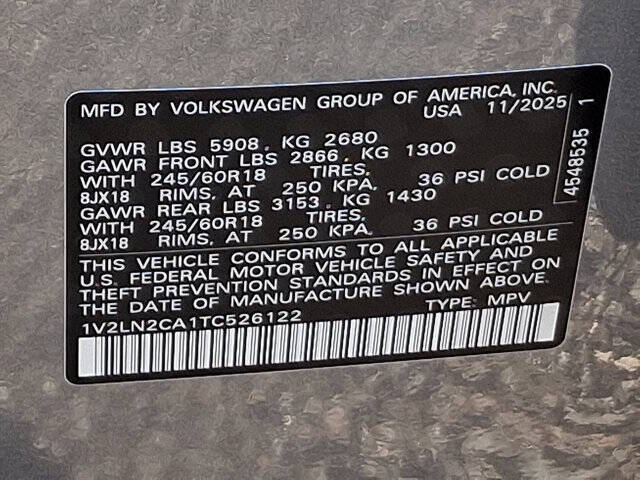 MFD BY VOLKSWAGEN GROUP OF AMERICA, INC.
USA 11/2025
GVWR LBS 5908. KG 2680
GAWR FRONT LBS 2866. KG 1300
WITH 245/60R18 TIRES.
8JX18 RIMS, AT 250 KPA. 36 PSI COLD
GAWR REAR LBS 3153. KG 1430
WITH 245/60R18 TIRES.
8JX18 RIMS, AT 250 KPA. 36 PSI COLD
THIS VEHICLE CONFORMS TO ALL APPLICABLE
U.S. FEDERAL MOTOR VEHICLE SAFETY AND
THEFT PREVENTION STANDARDS IN EFFECT ON
THE DATE OF MANUFACTURE SHOWN ABOVE.
1V2LN2CA1TC526122 TYPE: MPV
4548535 1